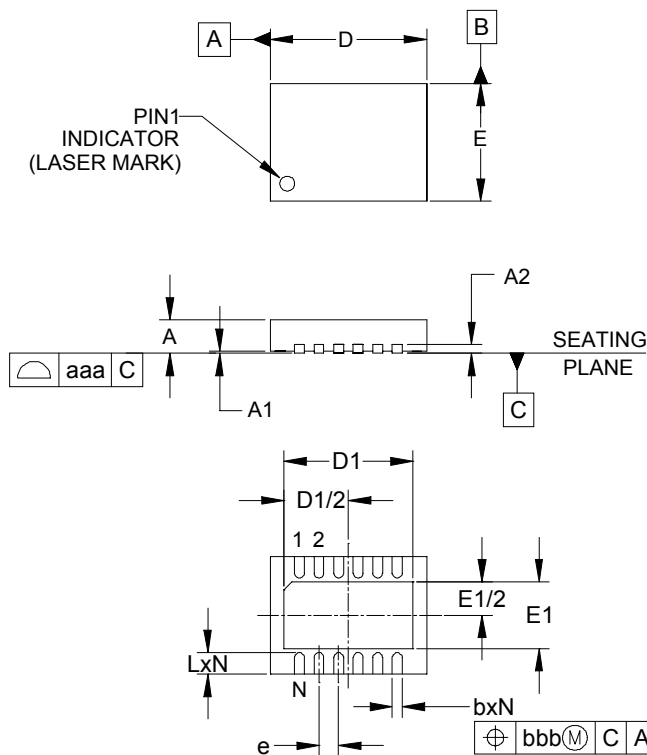 A
D
B
PIN1
INDICATOR
(LASER MARK)
E
A2
A
SEATING
PLANE
aaa C
A1
C
D1
D1/2
1 2
E1/2
E1
LxN
N
bxN
e
bbbⓂ C A